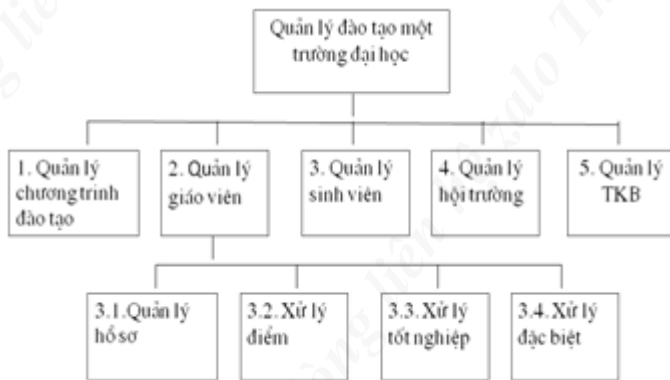 Quản lý đào tạo một
trường đại học
1. Quản lý
chương trình
đào tạo
2. Quản lý
giáo viên
3. Quản lý
sinh viên
4. Quản lý
hội trường
5. Quản lý
TKB
3.1.Quản lý
hồ sơ
3.2. Xử lý
điểm
3.3. Xử lý
tốt nghiệp
3.4. Xử lý
đặc biệt